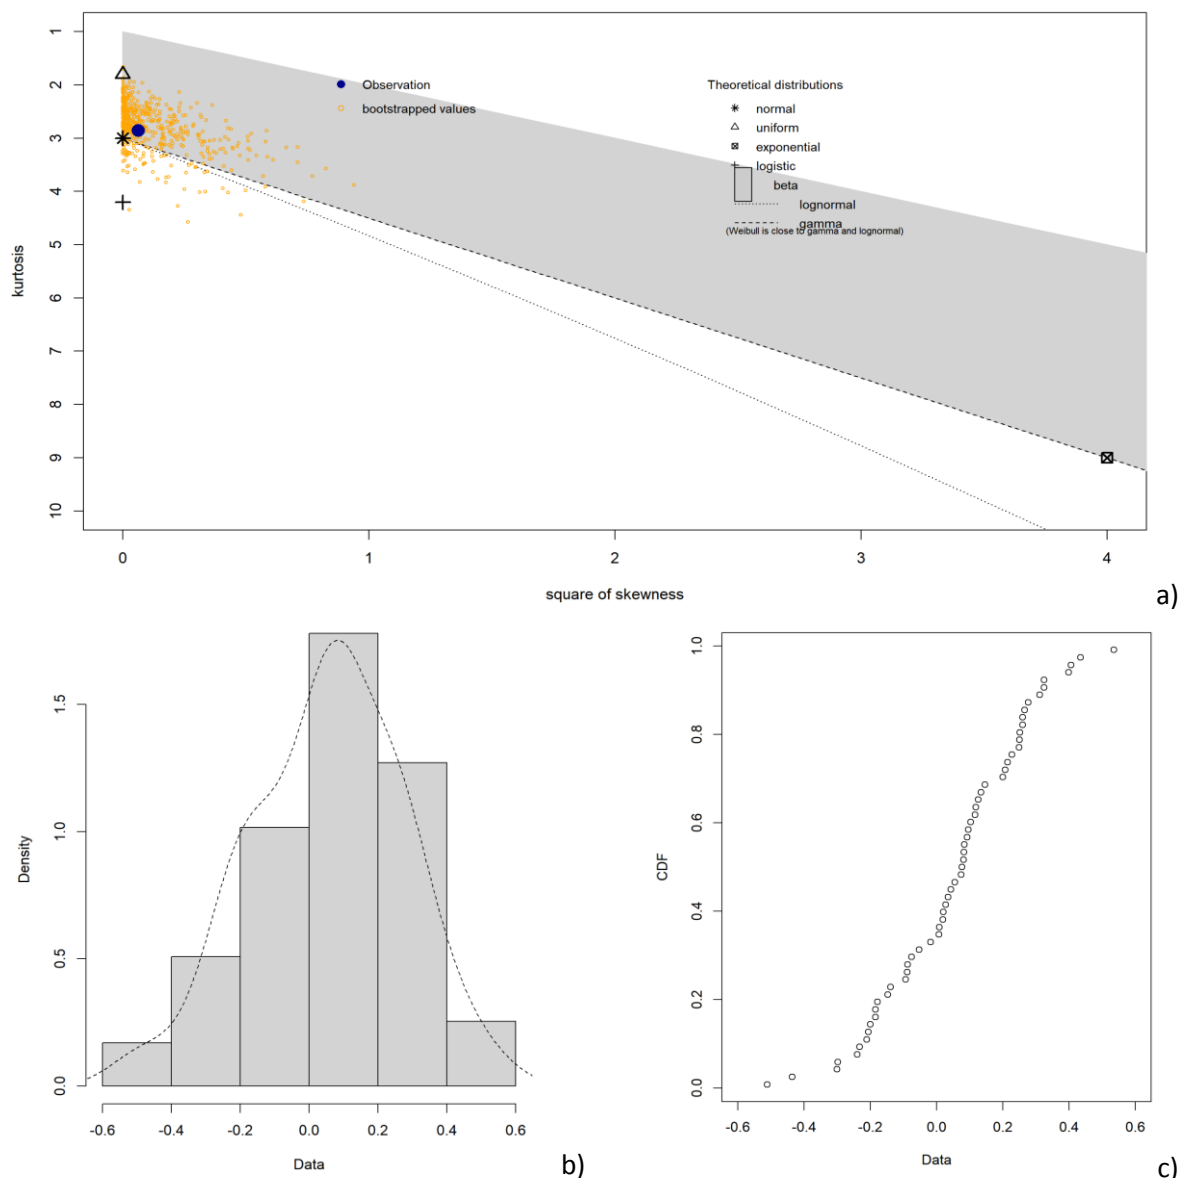 1
2
3
4
5
6
7
8
9
10
kurtosis
Observation
bootstrapped values
Theoretical distributions
normal
uniform
exponential
logistic
beta
lognormal
gamma
(Weibull is close to gamma and lognormal)
0 1 2 3 4
square of skewness
a)
1.5
1.0
0.5
0.0
Density
-0.6 -0.4 -0.2 0.0 0.2 0.4 0.6
Data
b)
1.0
0.8
0.6
0.4
0.2
0.0
CDF
-0.6 -0.4 -0.2 0.0 0.2 0.4 0.6
Data
c)